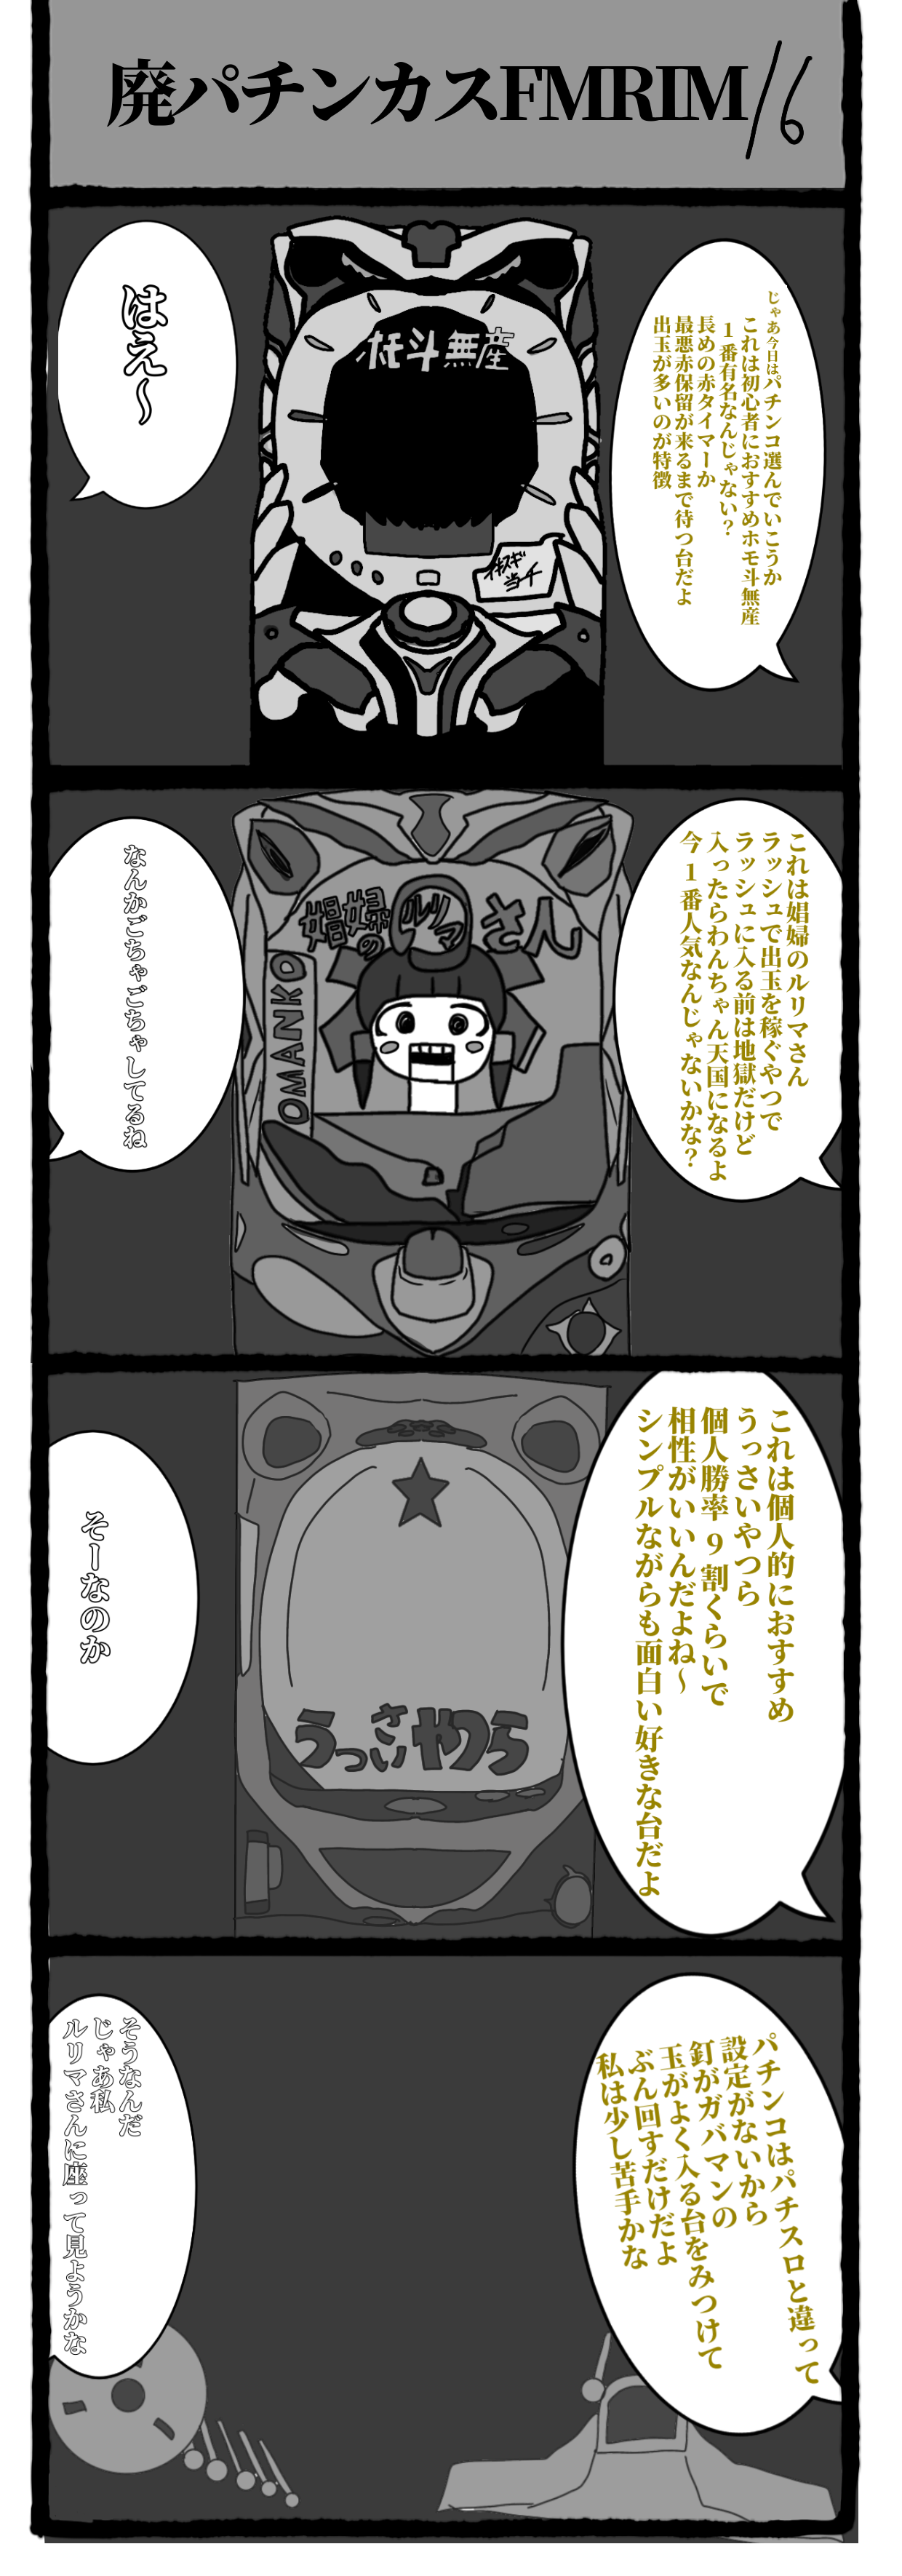 廃パチンカスFMRIM/6
じゃあ今日はパチンコ選んでいこうか
これは初心者におすすめホモ斗無産
１番有名なんじゃない？
長めの赤タイマーか
最悪赤保留が来るまで待つ台だよ
出玉が多いのが特徴
はえ〜
ホモ斗無産
これは娼婦のルリマさん
ラッシュで出玉を稼ぐやつで
ラッシュに入る前は地獄だけど
入ったらわんちゃん天国になるよ
今１番人気なんじゃないかな？
なんかごちゃごちゃしてるね
娼婦のルリマさん
OMANKO
これは個人的におすすめ
うっさいやつら
個人勝率９割くらいで
相性がいいんだよね〜
シンプルながらも面白い好きな台だよ
そーなのか
うっさいやつら
パチンコはパチスロと違って
設定がないから
釘がガバマンの
玉がよく入る台をみつけて
ぶん回すだけだよ
私は少し苦手かな
そうなんだ
じゃあ私
ルリマさんに座って見ようかな